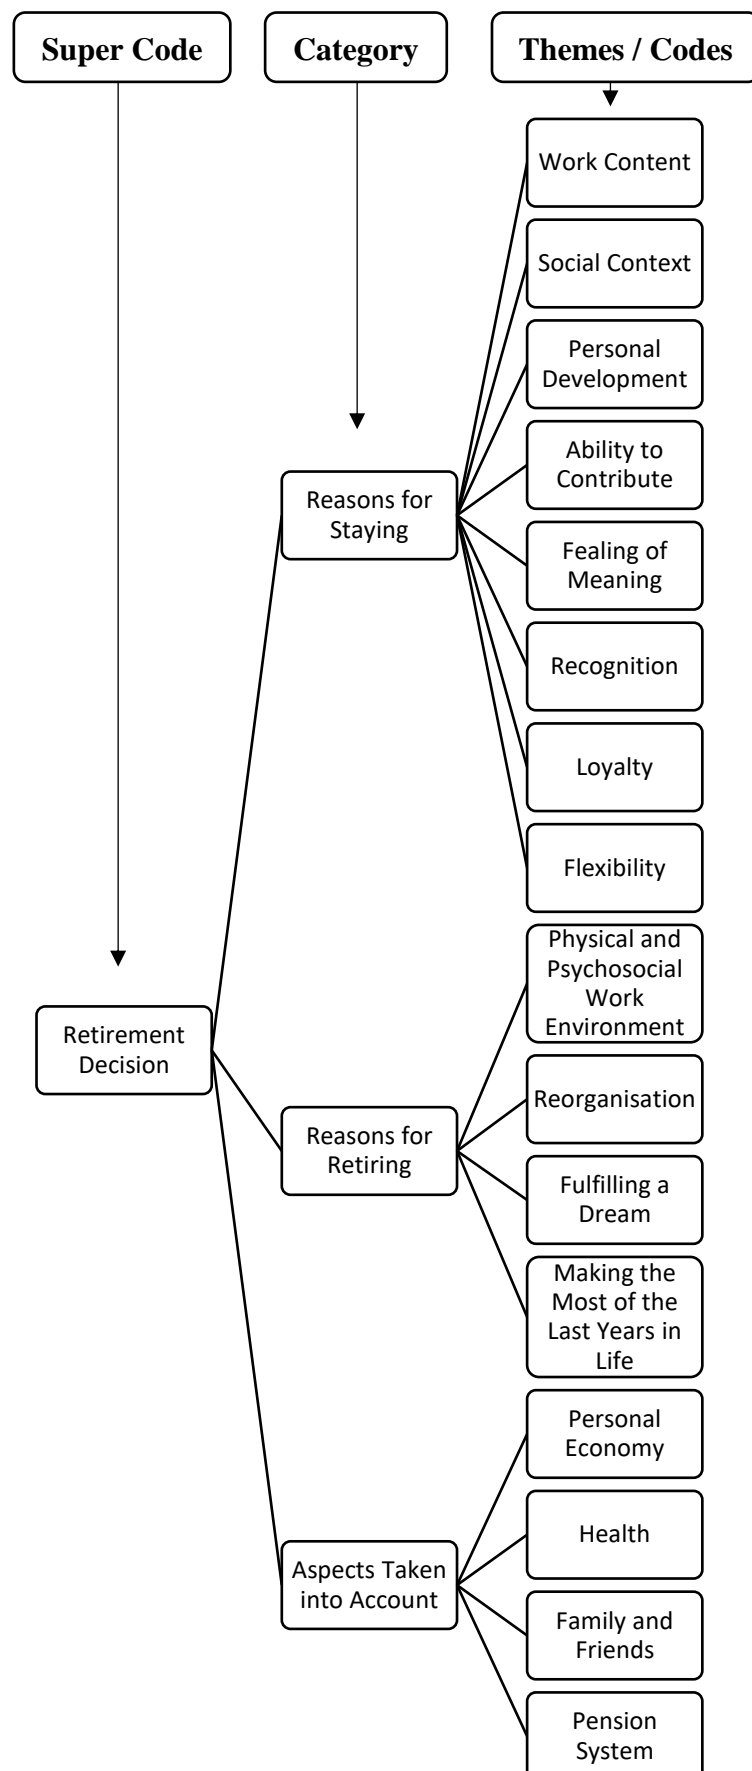 Super Code
Category
Themes / Codes
Work Content
Social Context
Personal
Development
Ability to
Contribute
Reasons for
Staying
Fealing of
Meaning
Recognition
Loyalty
Flexibility
Physical and
Psychosocial
Work
Environment
Retirement
Decision
Reorganisation
Reasons for
Retiring
Fulfilling a
Dream
Making the
Most of the
Last Years in
Life
Personal
Economy
Health
Aspects Taken
into Account
Family and
Friends
Pension
System